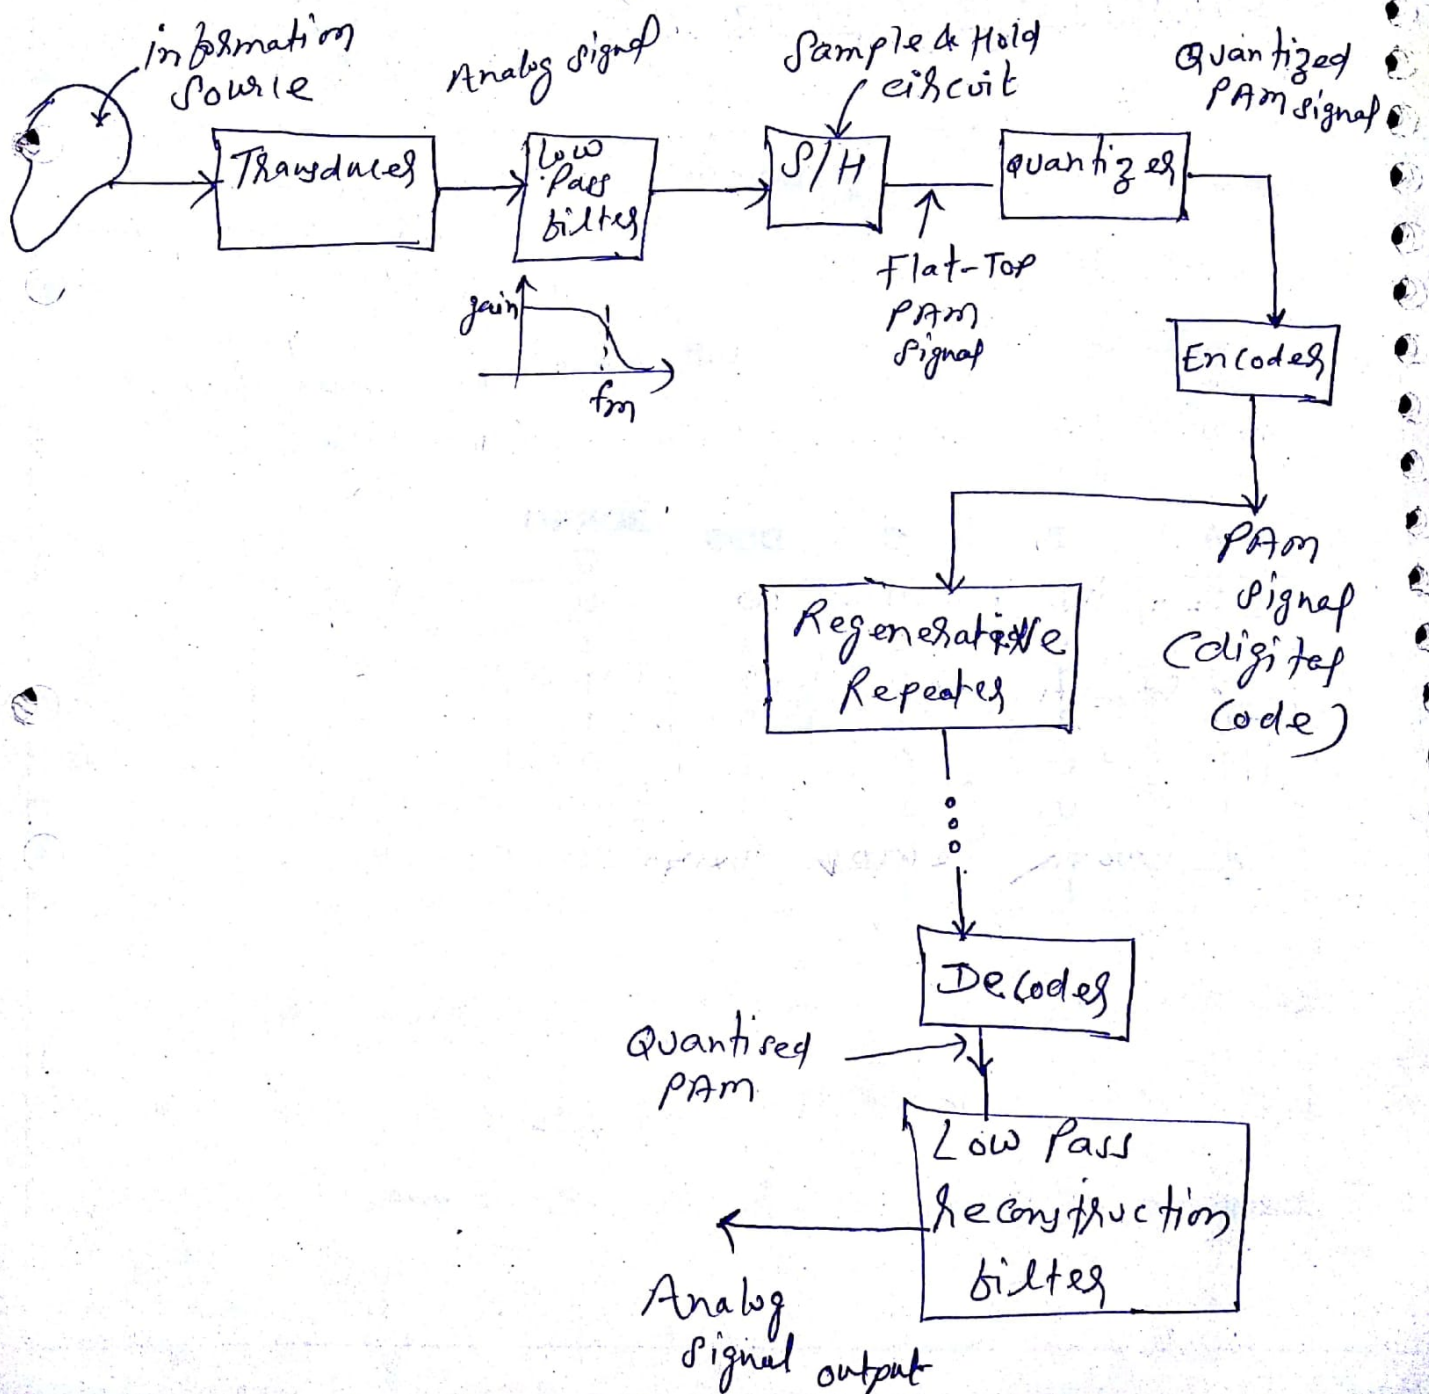 information
Source
Analog signal
Sample & Hold
circuit
Quantized
PAM signal
Transducer
Low
Pass
filter
S/H
quantizer
gain
fm
Flat-Top
PAM
signal
Encoder
PAM
signal
(digital
code)
Regenerative
Repeater
Decoder
Quantised
PAM
Low Pass
reconstruction
filter
Analog
signal output